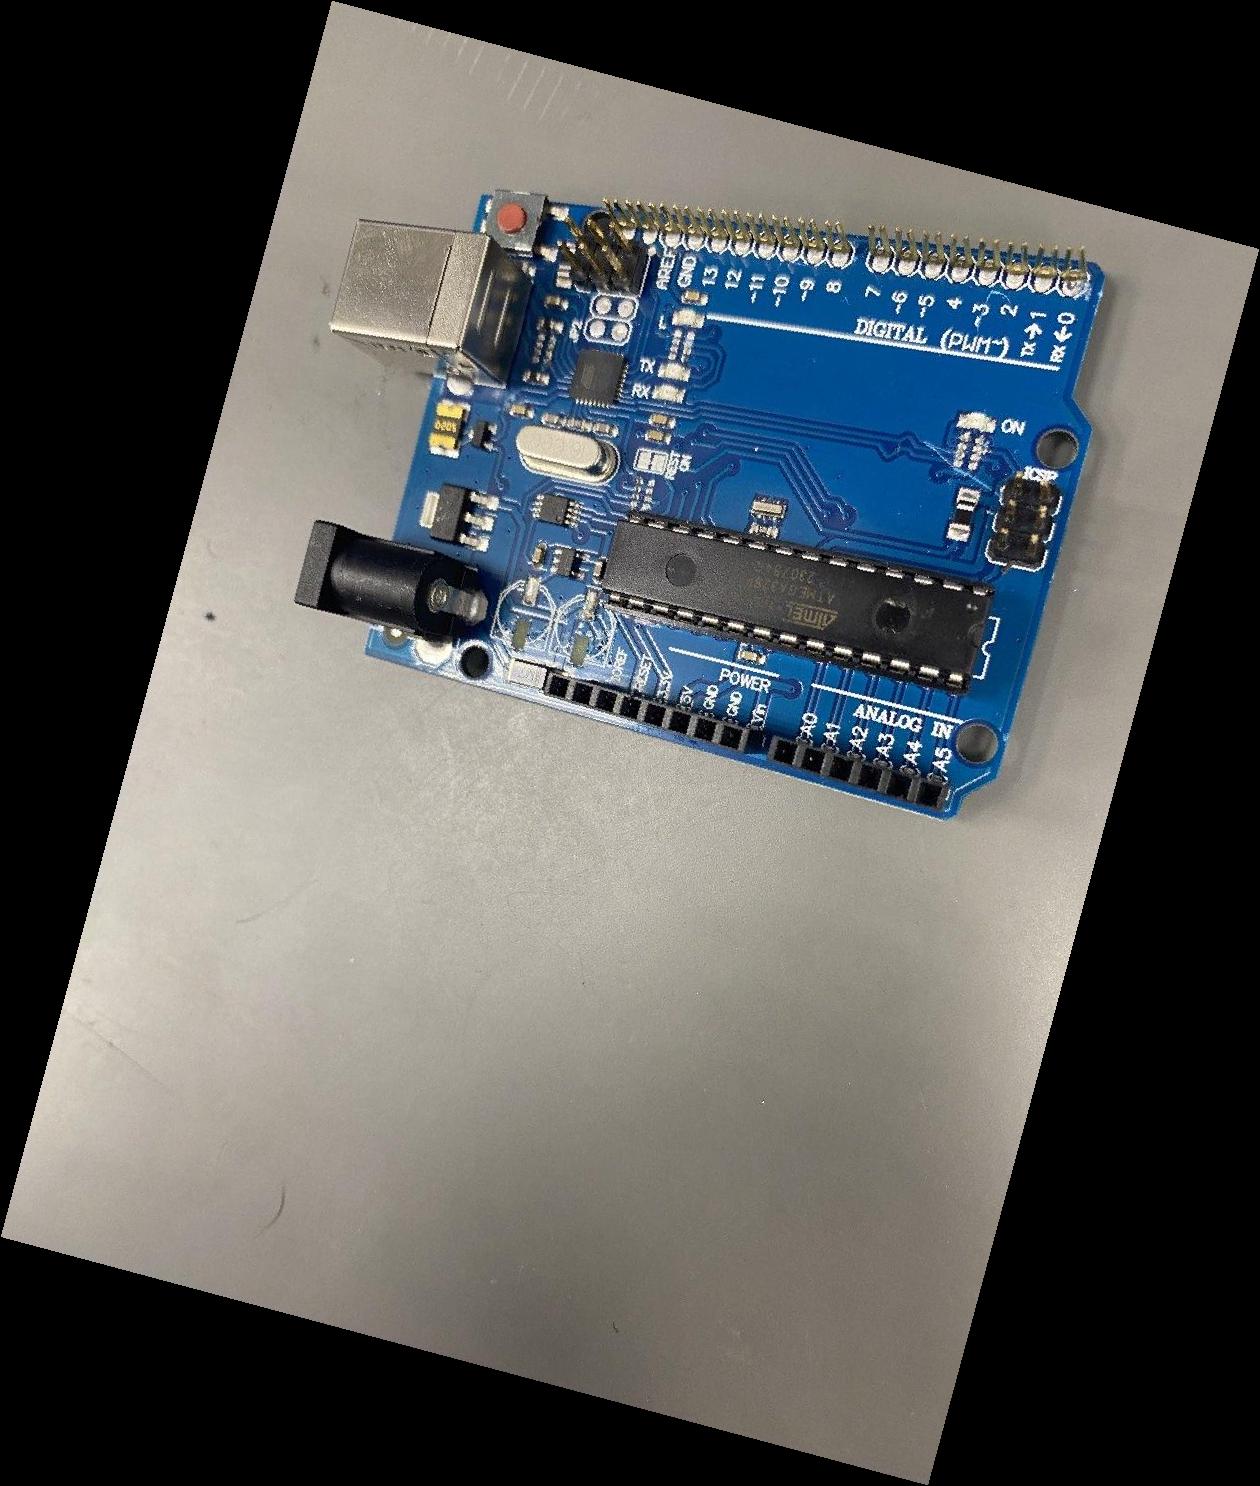 AREF
GND
13
12
~11
~10
~9
8
7
~6
~5
4
~3
2
TX→1
RX←0
DIGITAL (PWM~)
L
TX
RX
ON
ICSP
ATMEL
POWER
5V
GND
GND
Vin
ANALOG IN
A0
A1
A2
A3
A4
A5